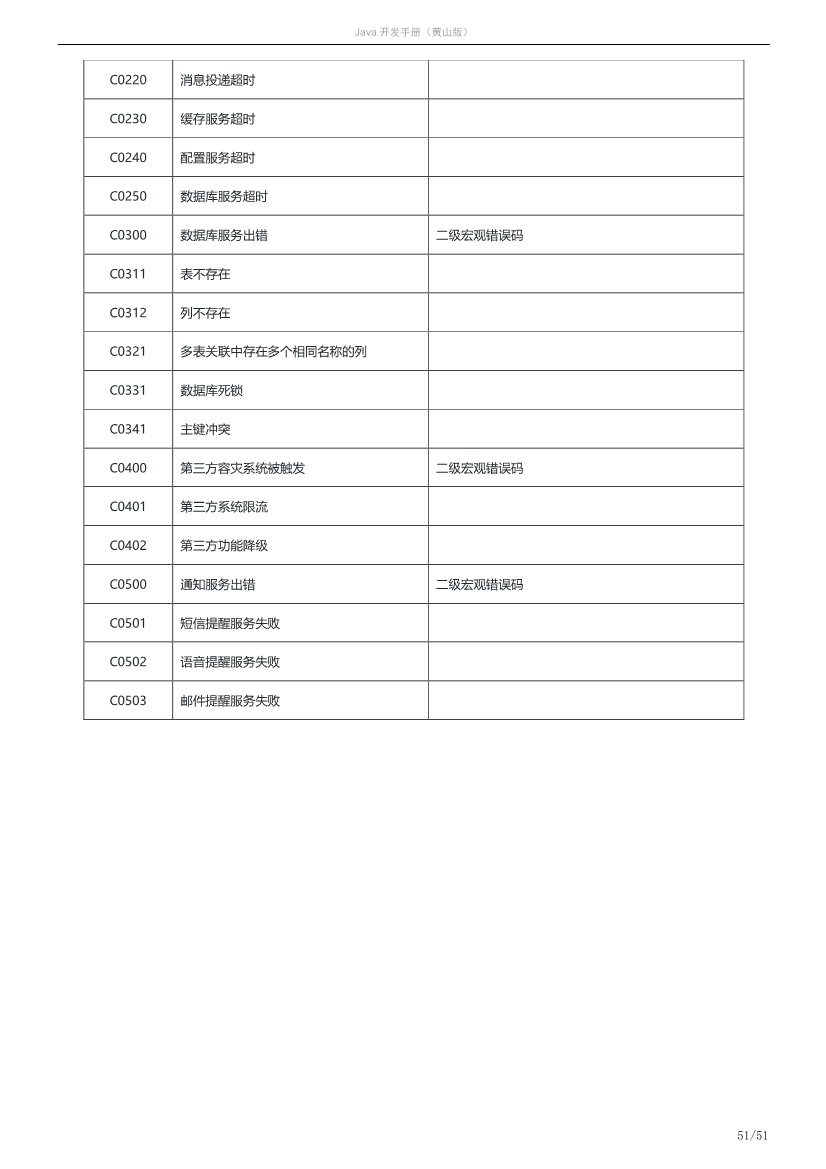 Java 开发手册（黄山版）
C0220 消息投递超时
C0230 缓存服务超时
C0240 配置服务超时
C0250 数据库服务超时
C0300 数据库服务出错 二级宏观错误码
C0311 表不存在
C0312 列不存在
C0321 多表关联中存在多个相同名称的列
C0331 数据库死锁
C0341 主键冲突
C0400 第三方容灾系统被触发 二级宏观错误码
C0401 第三方系统限流
C0402 第三方功能降级
C0500 通知服务出错 二级宏观错误码
C0501 短信提醒服务失败
C0502 语音提醒服务失败
C0503 邮件提醒服务失败
51/51